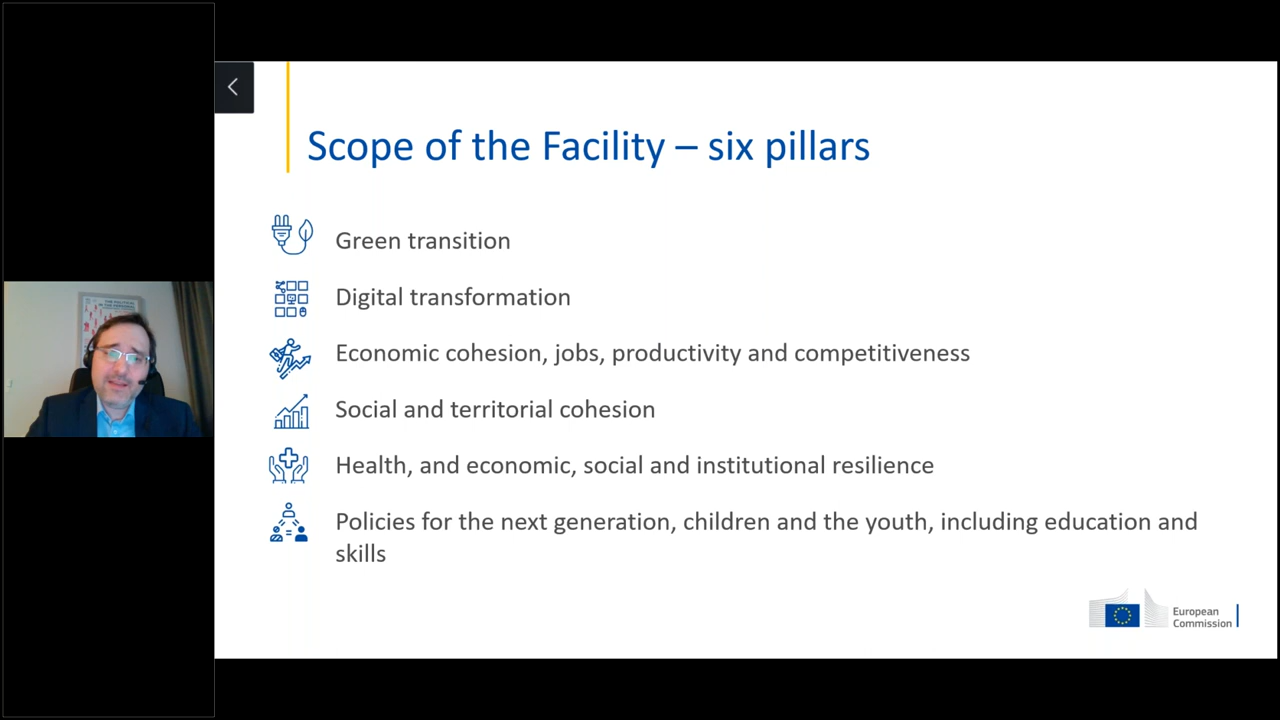 Scope of the Facility – six pillars
Green transition
Digital transformation
Economic cohesion, jobs, productivity and competitiveness
Social and territorial cohesion
Health, and economic, social and institutional resilience
Policies for the next generation, children and the youth, including education and
skills
European
Commission